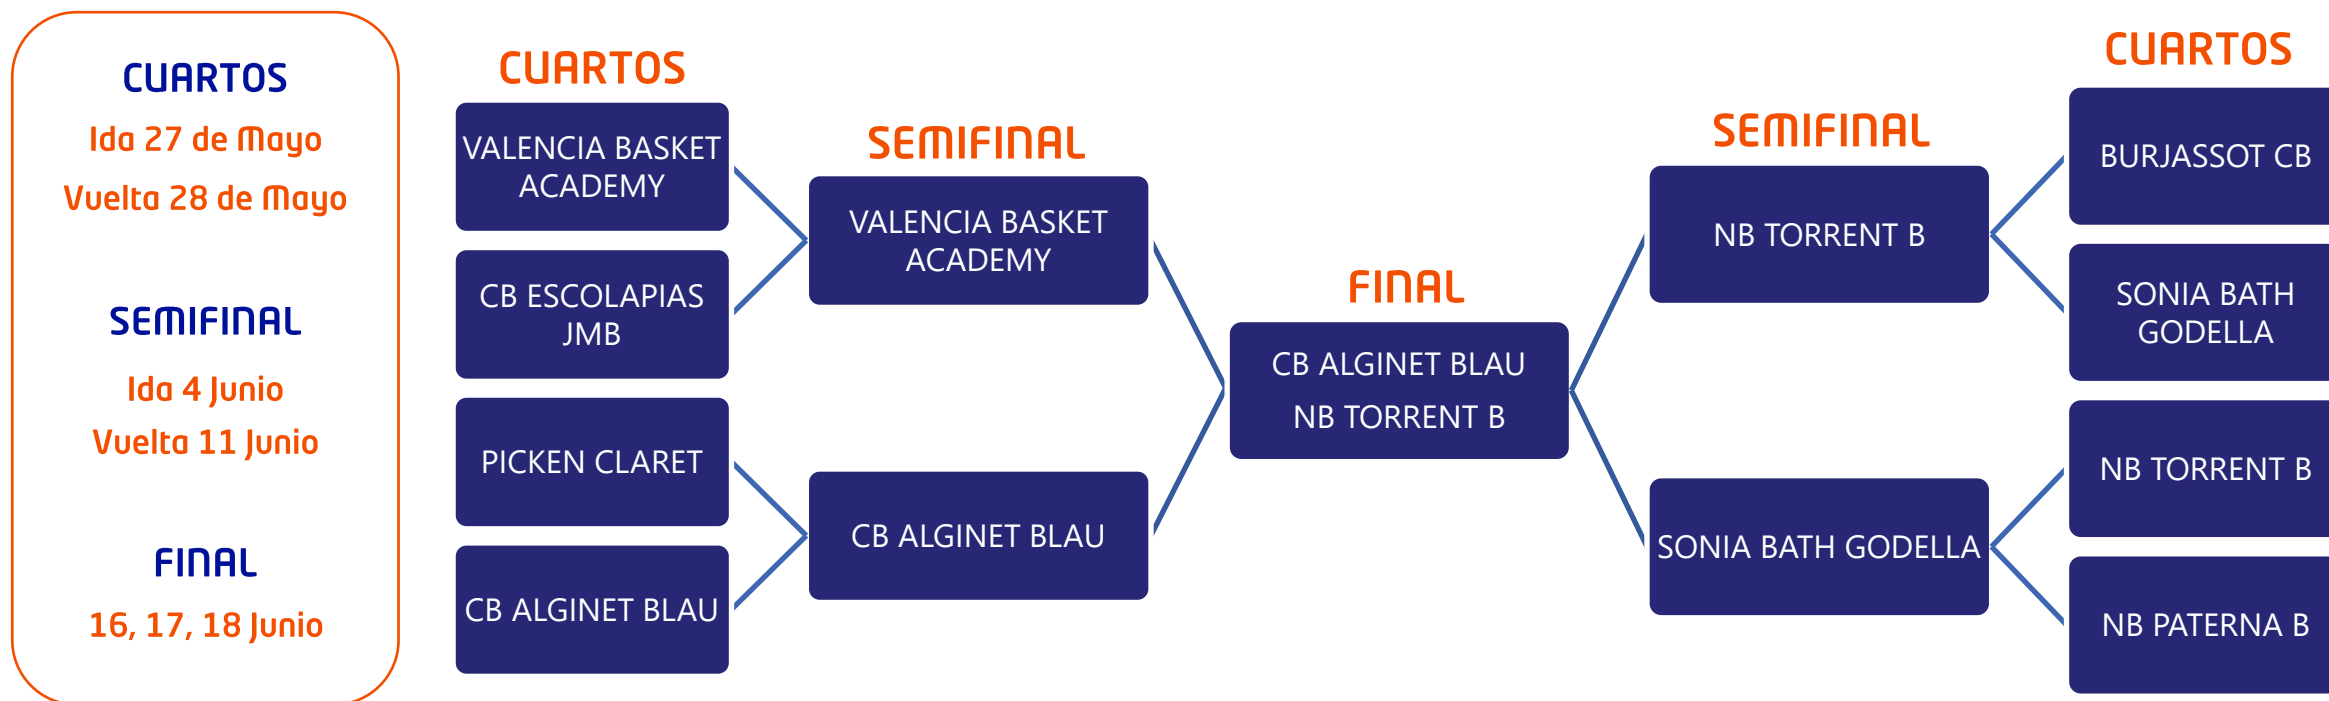 CUARTOS
Ida 27 de Mayo
Vuelta 28 de Mayo
SEMIFINAL
Ida 4 Junio
Vuelta 11 Junio
FINAL
16, 17, 18 Junio
CUARTOS
VALENCIA BASKET
ACADEMY
CB ESCOLAPIAS
JMB
PICKEN CLARET
CB ALGINET BLAU
SEMIFINAL
VALENCIA BASKET
ACADEMY
CB ALGINET BLAU
FINAL
CB ALGINET BLAU
NB TORRENT B
SEMIFINAL
NB TORRENT B
SONIA BATH GODELLA
CUARTOS
BURJASSOT CB
SONIA BATH
GODELLA
NB TORRENT B
NB PATERNA B